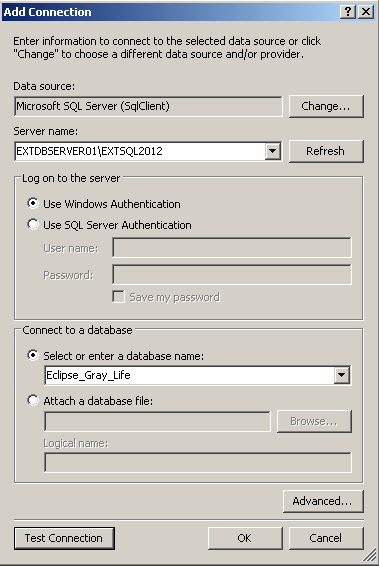 Add Connection
Enter information to connect to the selected data source or click
"Change" to choose a different data source and/or provider.
Data source:
Microsoft SQL Server (SqlClient)
Change...
Server name:
EXTDBSERVER01\EXTSQL2012
Refresh
Log on to the server
Use Windows Authentication
Use SQL Server Authentication
User name:
Password:
Save my password
Connect to a database
Select or enter a database name:
Eclipse_Gray_Life
Attach a database file:
Browse...
Logical name:
Advanced...
Test Connection
OK
Cancel